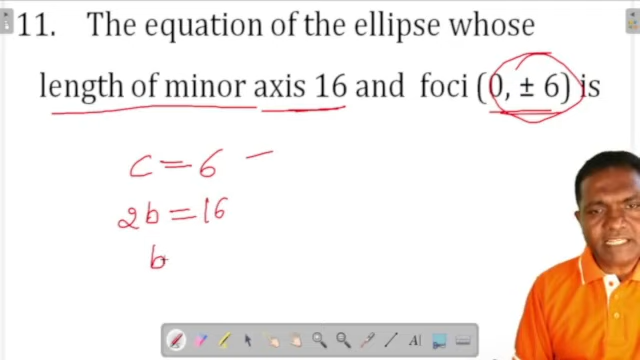 11. The equation of the ellipse whose
length of minor axis 16 and foci (0, ± 6) is
c = 6 –
2b = 16
b
A